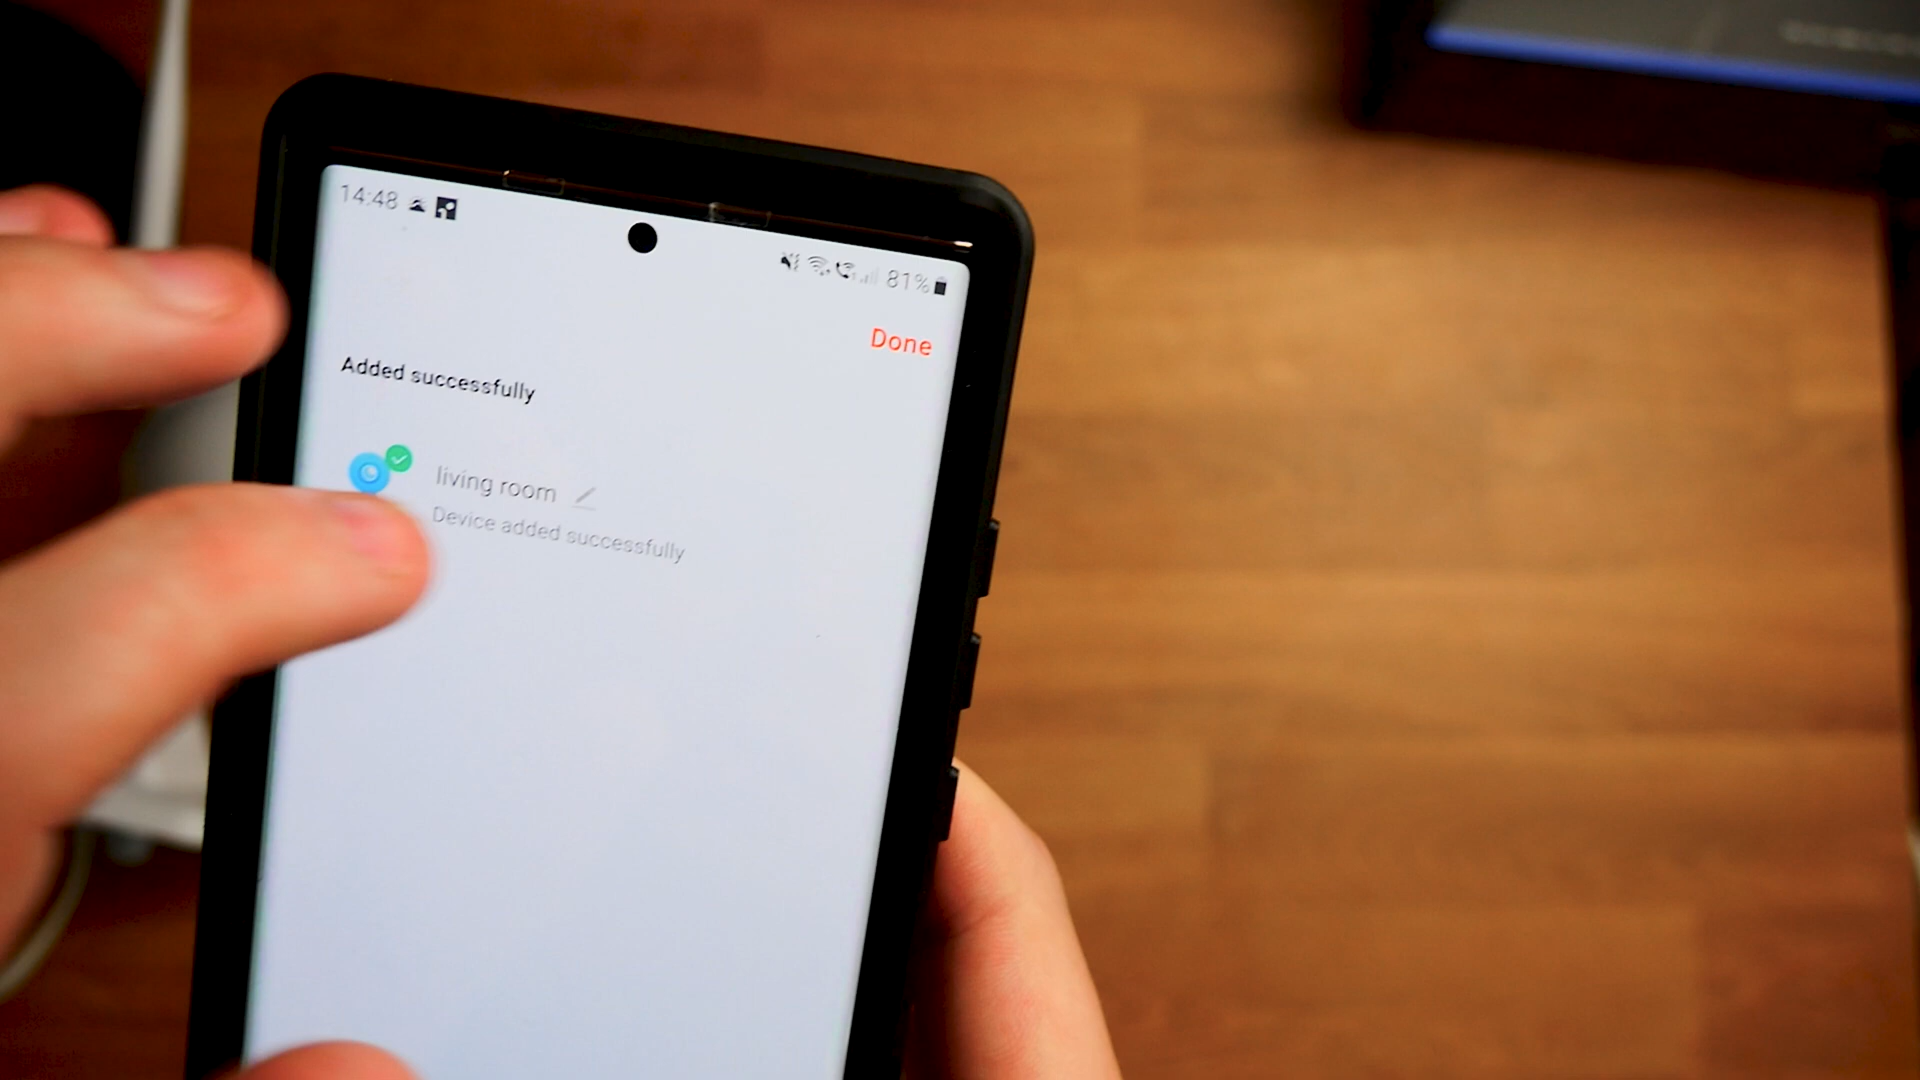 14:48
81%
Done
Added successfully
living room
Device added successfully